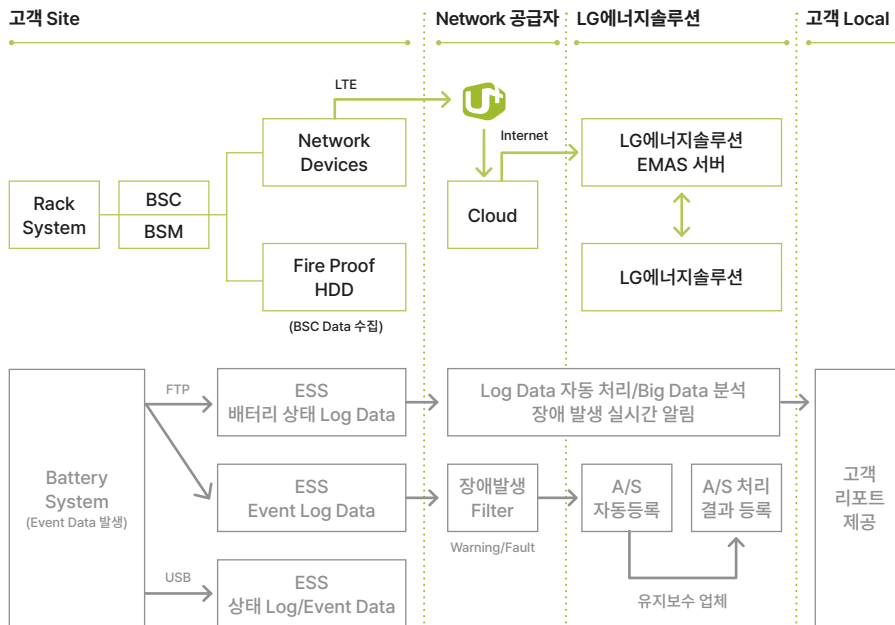 고객 Site
Network 공급자
LG에너지솔루션
고객 Local
LTE
U+
Internet
Network
Devices
LG에너지솔루션
EMAS 서버
Rack
System
BSC
BSM
Cloud
Fire Proof
HDD
LG에너지솔루션
(BSC Data 수집)
FTP
ESS
배터리 상태 Log Data
Log Data 자동 처리/Big Data 분석
장애 발생 실시간 알림
Battery
System
(Event Data 발생)
ESS
Event Log Data
장애발생
Filter
Warning/Fault
A/S
자동등록
A/S 처리
결과 등록
고객
리포트
제공
USB
ESS
상태 Log/Event Data
유지보수 업체